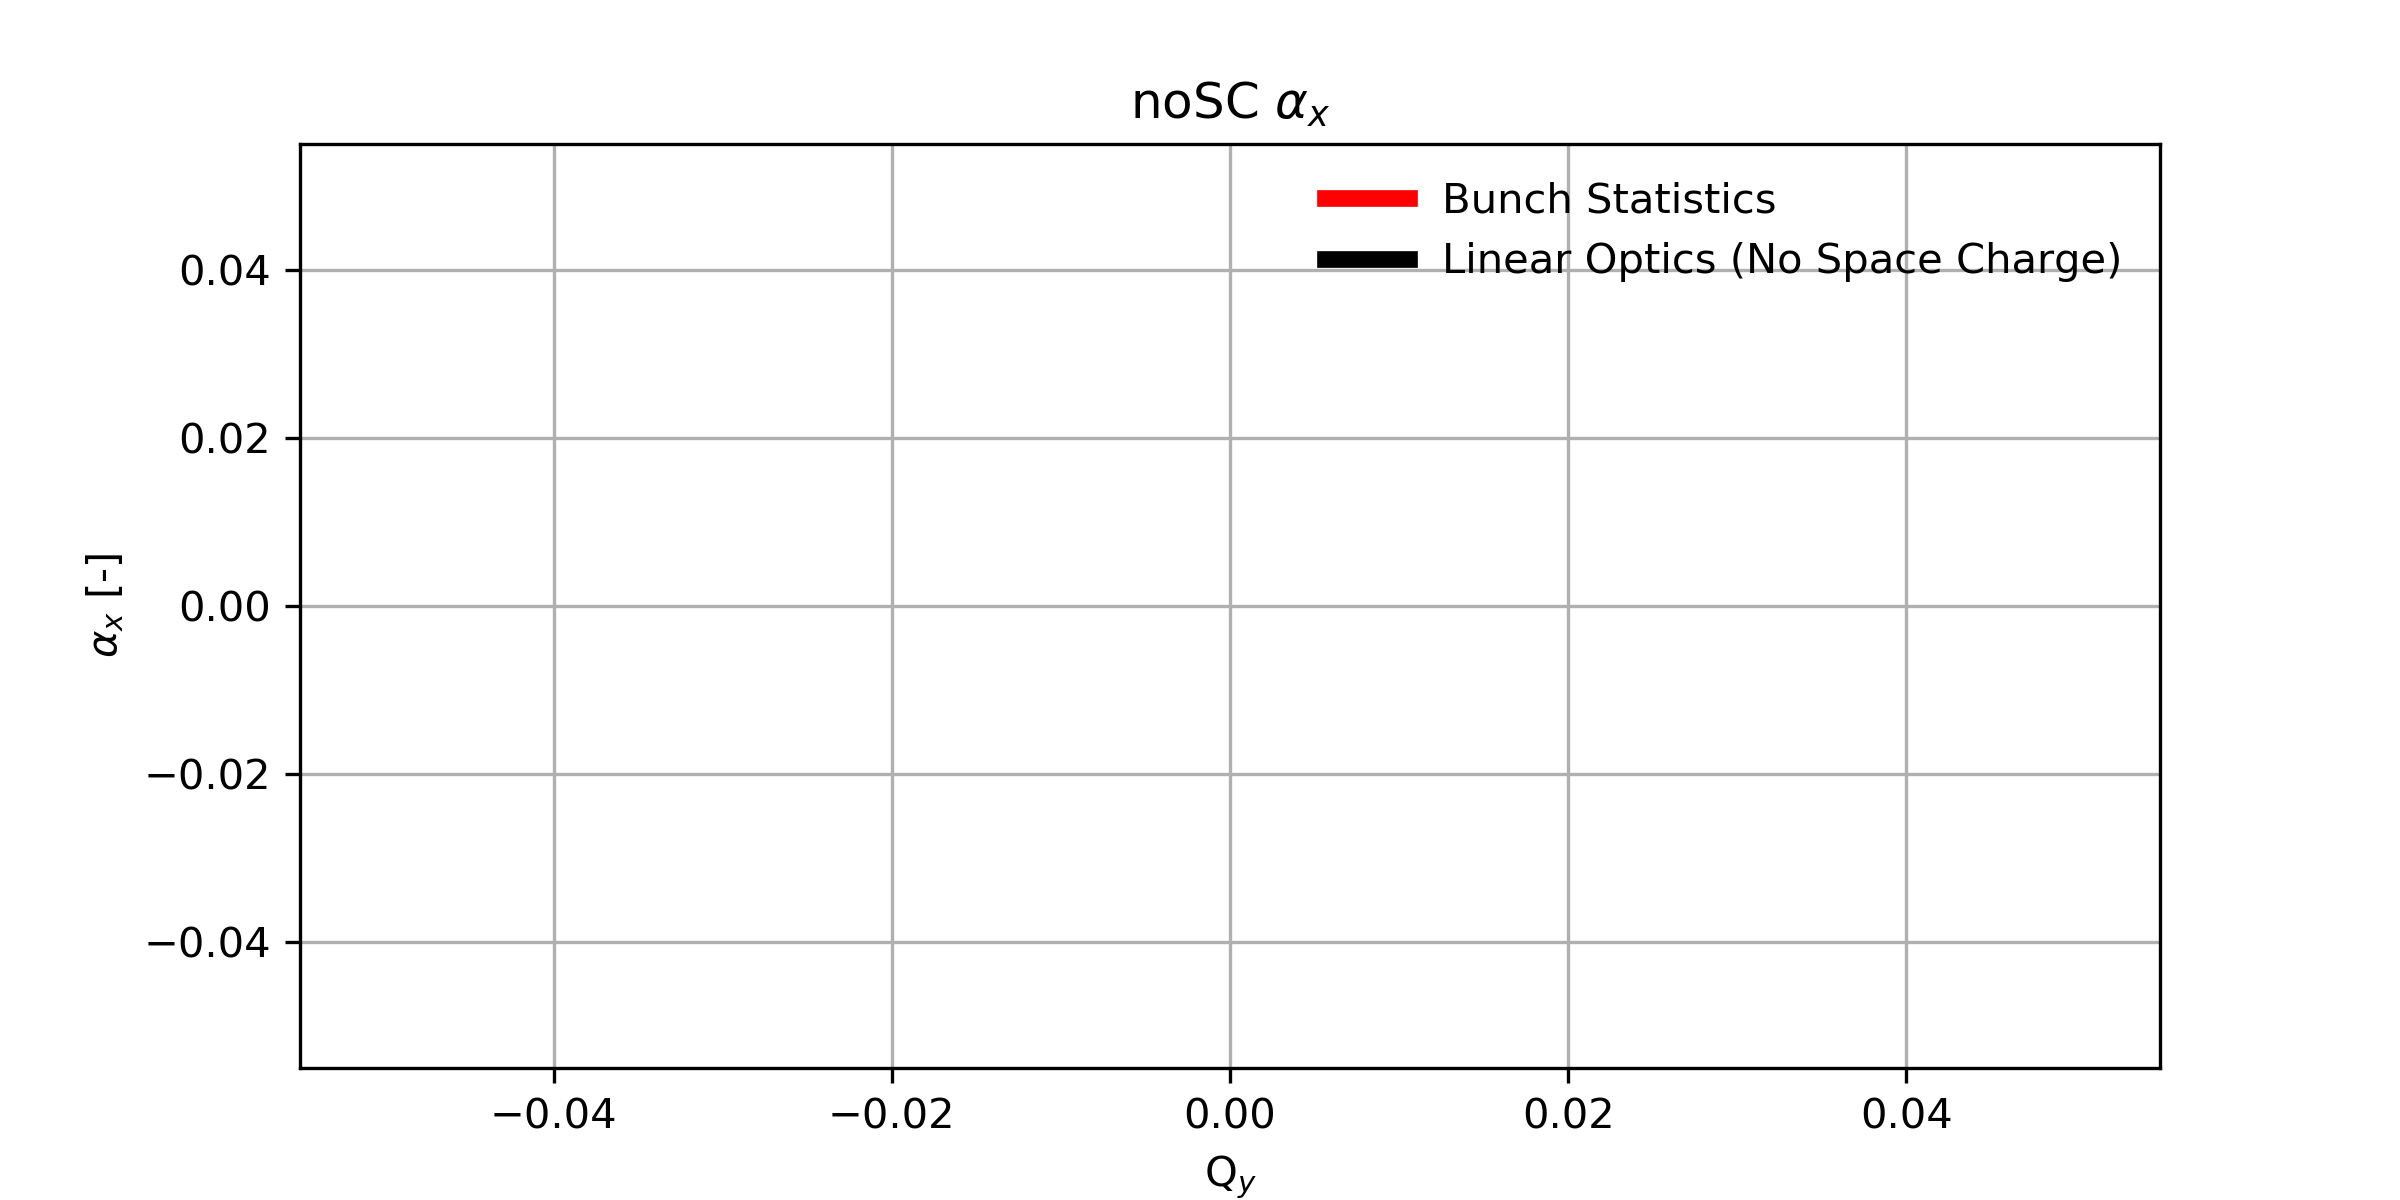 noSC αx
Bunch Statistics
Linear Optics (No Space Charge)
αx [-]
0.04
0.02
0.00
−0.02
−0.04
−0.04
−0.02
0.00
0.02
0.04
Qy